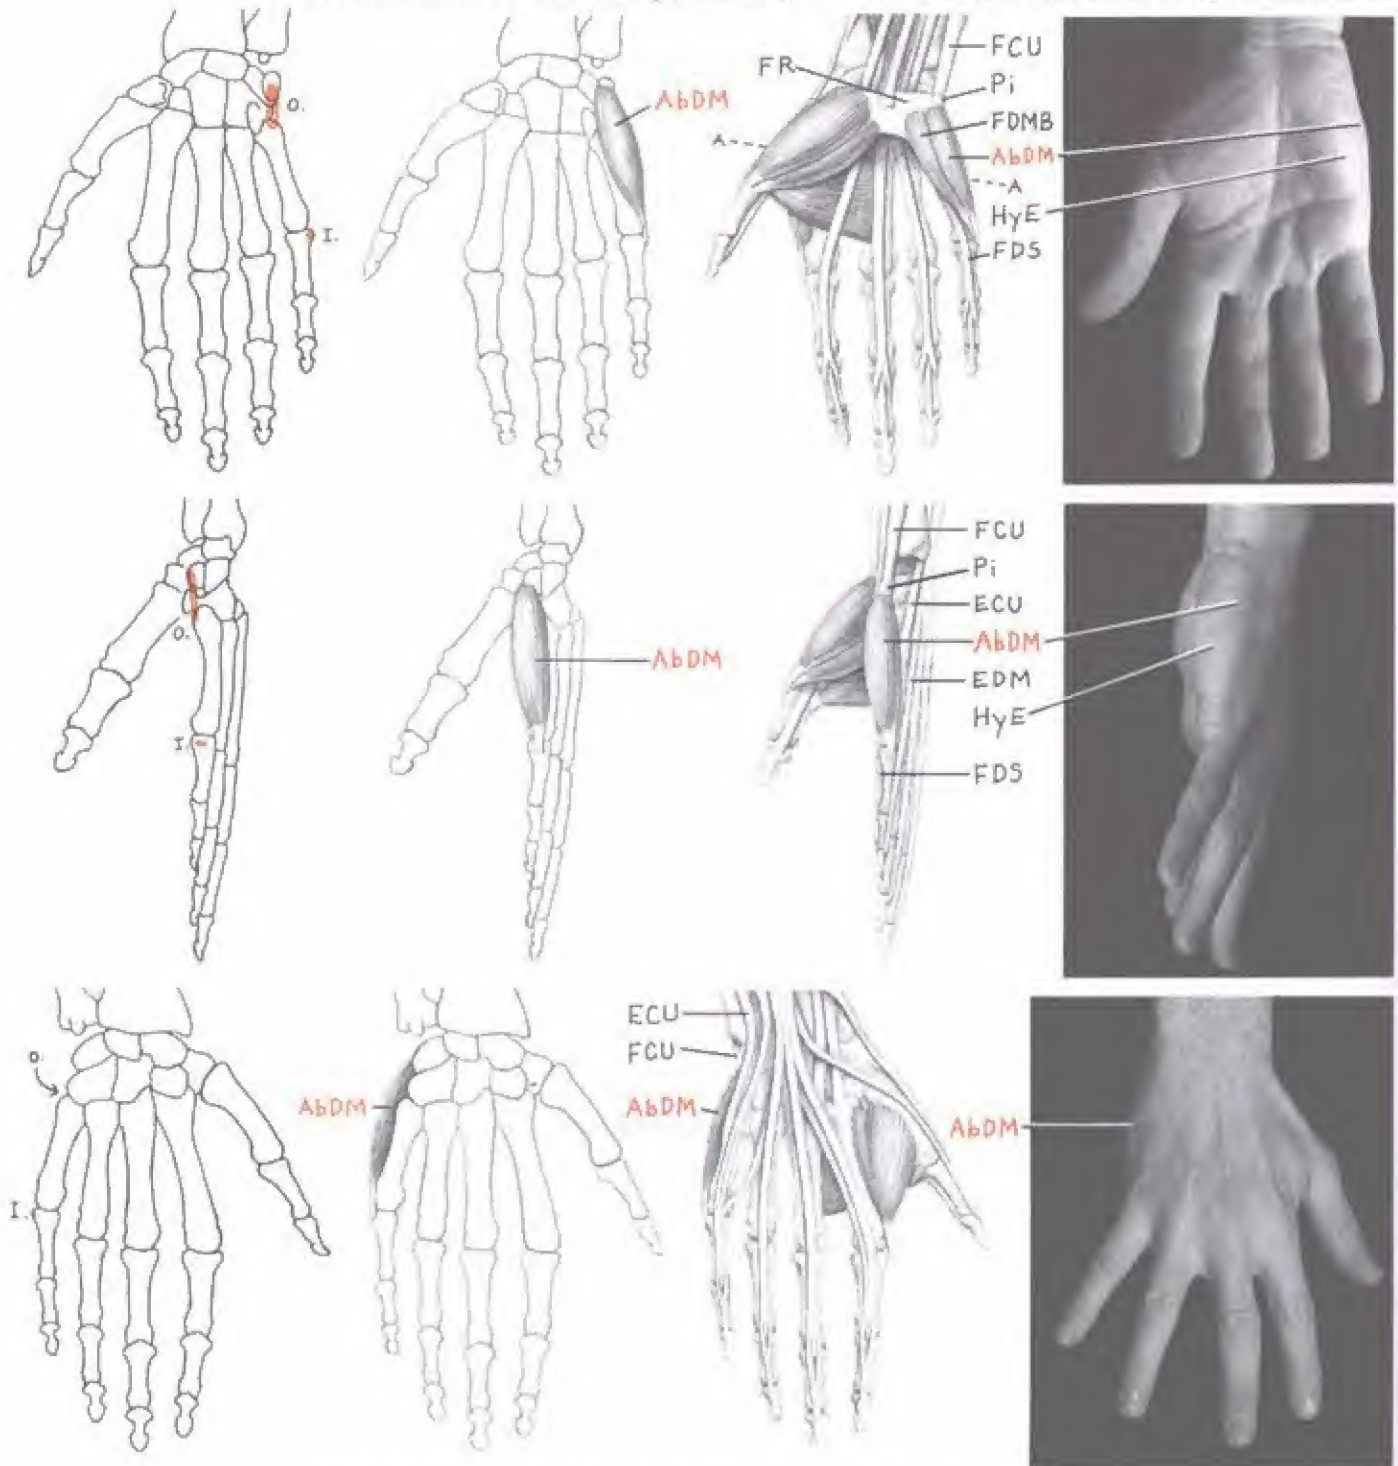 O.
I.
AbDM
FR
A
FCU
Pi
FDMB
AbDM
A
HyE
FDS
O.
I.
AbDM
FCU
Pi
ECU
AbDM
EDM
HyE
FDS
O.
I.
AbDM
ECU
FCU
AbDM
AbDM